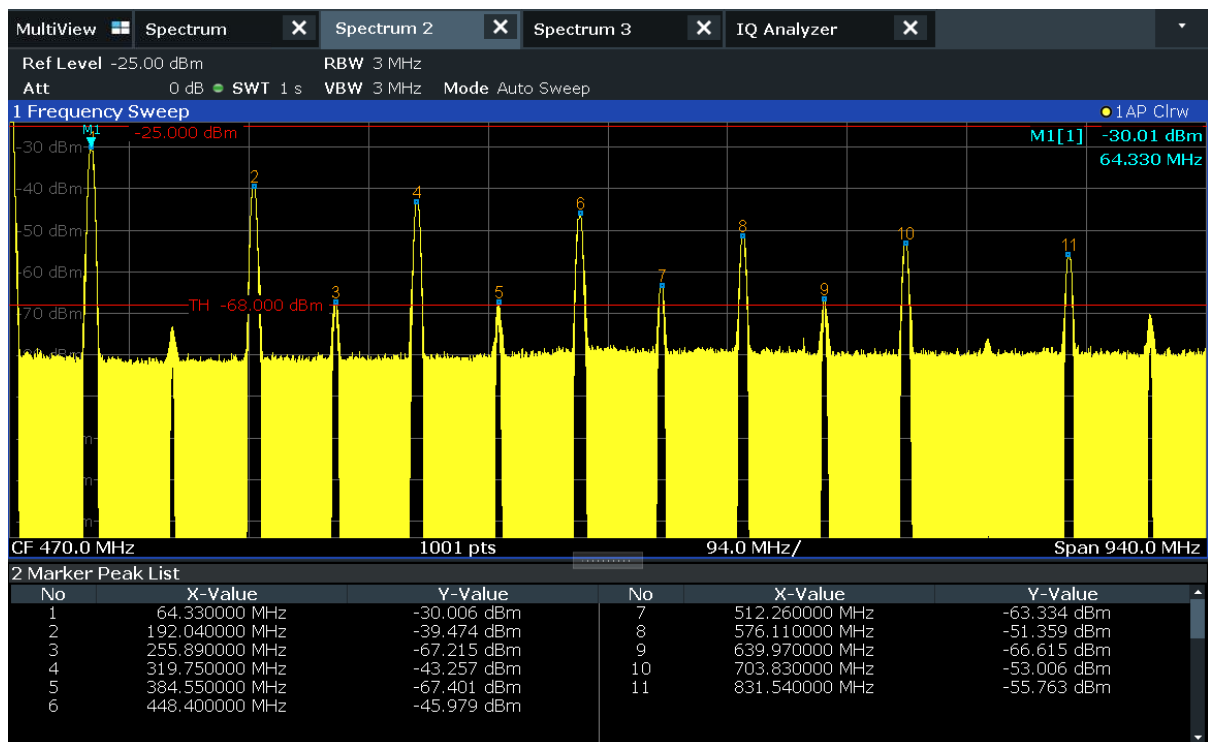 MultiView Spectrum X Spectrum 2 X Spectrum 3 X IQ Analyzer X
Ref Level -25.00 dBm RBW 3 MHz
Att 0 dB SWT 1 s VBW 3 MHz Mode Auto Sweep
1 Frequency Sweep 1AP Clrw
M1 -25.000 dBm M1[1] -30.01 dBm
-30 dBm 64.330 MHz
2
-40 dBm 4
6
-50 dBm 8
10
11
-60 dBm 7
3 5 9
TH -68.000 dBm
-70 dBm
CF 470.0 MHz 1001 pts 94.0 MHz/ Span 940.0 MHz
2 Marker Peak List
No X-Value Y-Value No X-Value Y-Value
1 64.330000 MHz -30.006 dBm 7 512.260000 MHz -63.334 dBm
2 192.040000 MHz -39.474 dBm 8 576.110000 MHz -51.359 dBm
3 255.890000 MHz -67.215 dBm 9 639.970000 MHz -66.615 dBm
4 319.750000 MHz -43.257 dBm 10 703.830000 MHz -53.006 dBm
5 384.550000 MHz -67.401 dBm 11 831.540000 MHz -55.763 dBm
6 448.400000 MHz -45.979 dBm